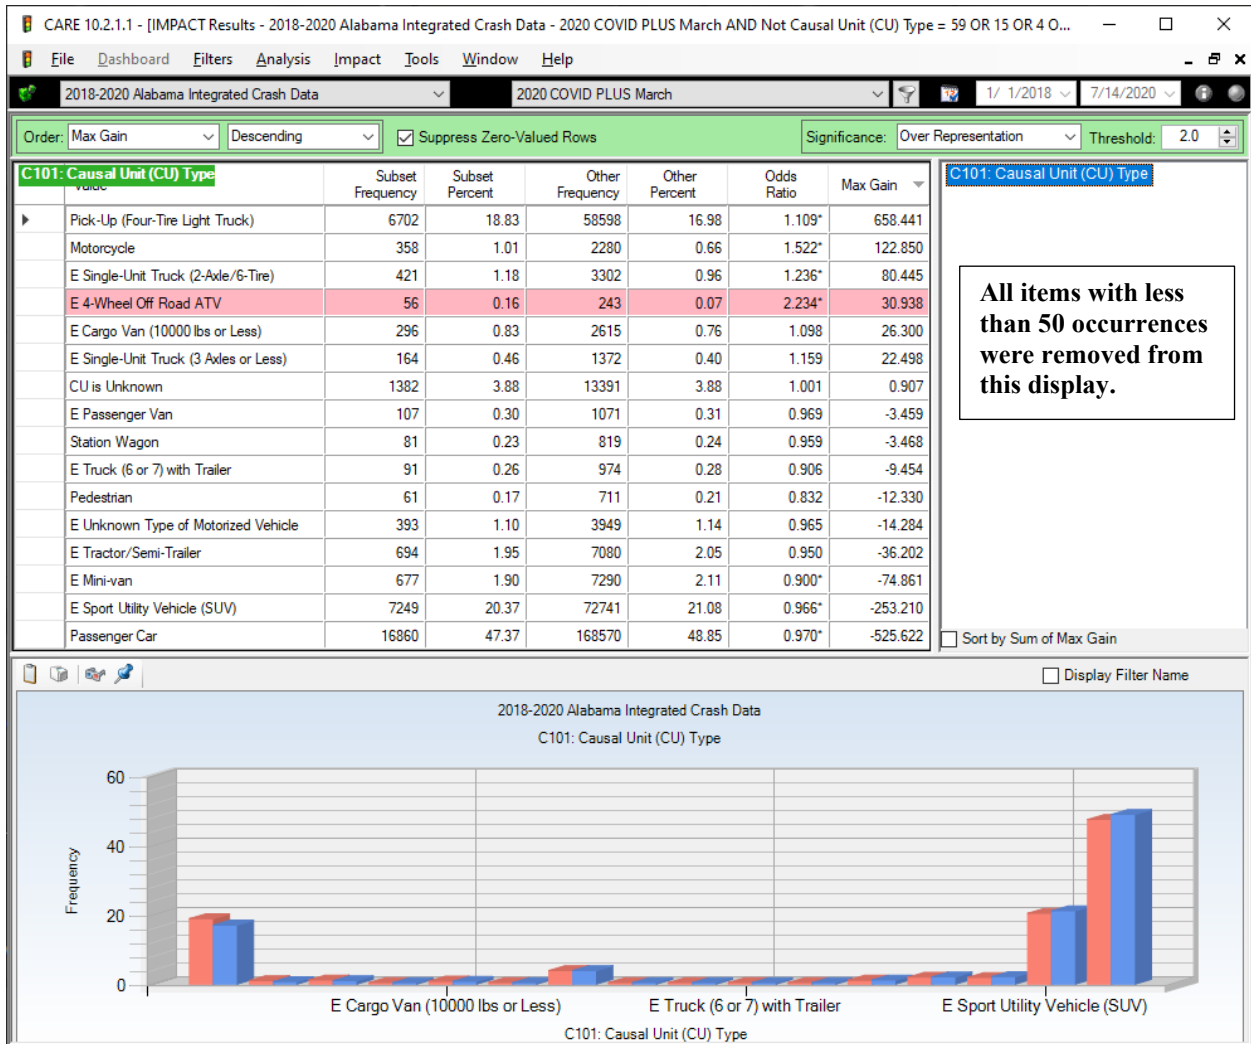 CARE 10.2.1.1 - [IMPACT Results - 2018-2020 Alabama Integrated Crash Data - 2020 COVID PLUS March AND Not Causal Unit (CU) Type = 59 OR 15 OR 4 O...
File Dashboard Filters Analysis Impact Tools Window Help
2018-2020 Alabama Integrated Crash Data 2020 COVID PLUS March 1/ 1/2018 7/14/2020
Order: Max Gain Descending Suppress Zero-Valued Rows Significance: Over Representation Threshold: 2.0
C101: Causal Unit (CU) Type Subset Frequency Subset Percent Other Frequency Other Percent Odds Ratio Max Gain
C101: Causal Unit (CU) Type
Pick-Up (Four-Tire Light Truck) 6702 18.83 58598 16.98 1.109* 658.441
Motorcycle 358 1.01 2280 0.66 1.522* 122.850
E Single-Unit Truck (2-Axle/6-Tire) 421 1.18 3302 0.96 1.236* 80.445
E 4-Wheel Off Road ATV 56 0.16 243 0.07 2.234* 30.938
E Cargo Van (10000 lbs or Less) 296 0.83 2615 0.76 1.098 26.300
E Single-Unit Truck (3 Axles or Less) 164 0.46 1372 0.40 1.159 22.498
CU is Unknown 1382 3.88 13391 3.88 1.001 0.907
E Passenger Van 107 0.30 1071 0.31 0.969 -3.459
Station Wagon 81 0.23 819 0.24 0.959 -3.468
E Truck (6 or 7) with Trailer 91 0.26 974 0.28 0.906 -9.454
Pedestrian 61 0.17 711 0.21 0.832 -12.330
E Unknown Type of Motorized Vehicle 393 1.10 3949 1.14 0.965 -14.284
E Tractor/Semi-Trailer 694 1.95 7080 2.05 0.950 -36.202
E Mini-van 677 1.90 7290 2.11 0.900* -74.861
E Sport Utility Vehicle (SUV) 7249 20.37 72741 21.08 0.966* -253.210
Passenger Car 16860 47.37 168570 48.85 0.970* -525.622
All items with less
than 50 occurrences
were removed from
this display.
Sort by Sum of Max Gain
Display Filter Name
2018-2020 Alabama Integrated Crash Data
C101: Causal Unit (CU) Type
60
40
20
0
Frequency
E Cargo Van (10000 lbs or Less) E Truck (6 or 7) with Trailer E Sport Utility Vehicle (SUV)
C101: Causal Unit (CU) Type